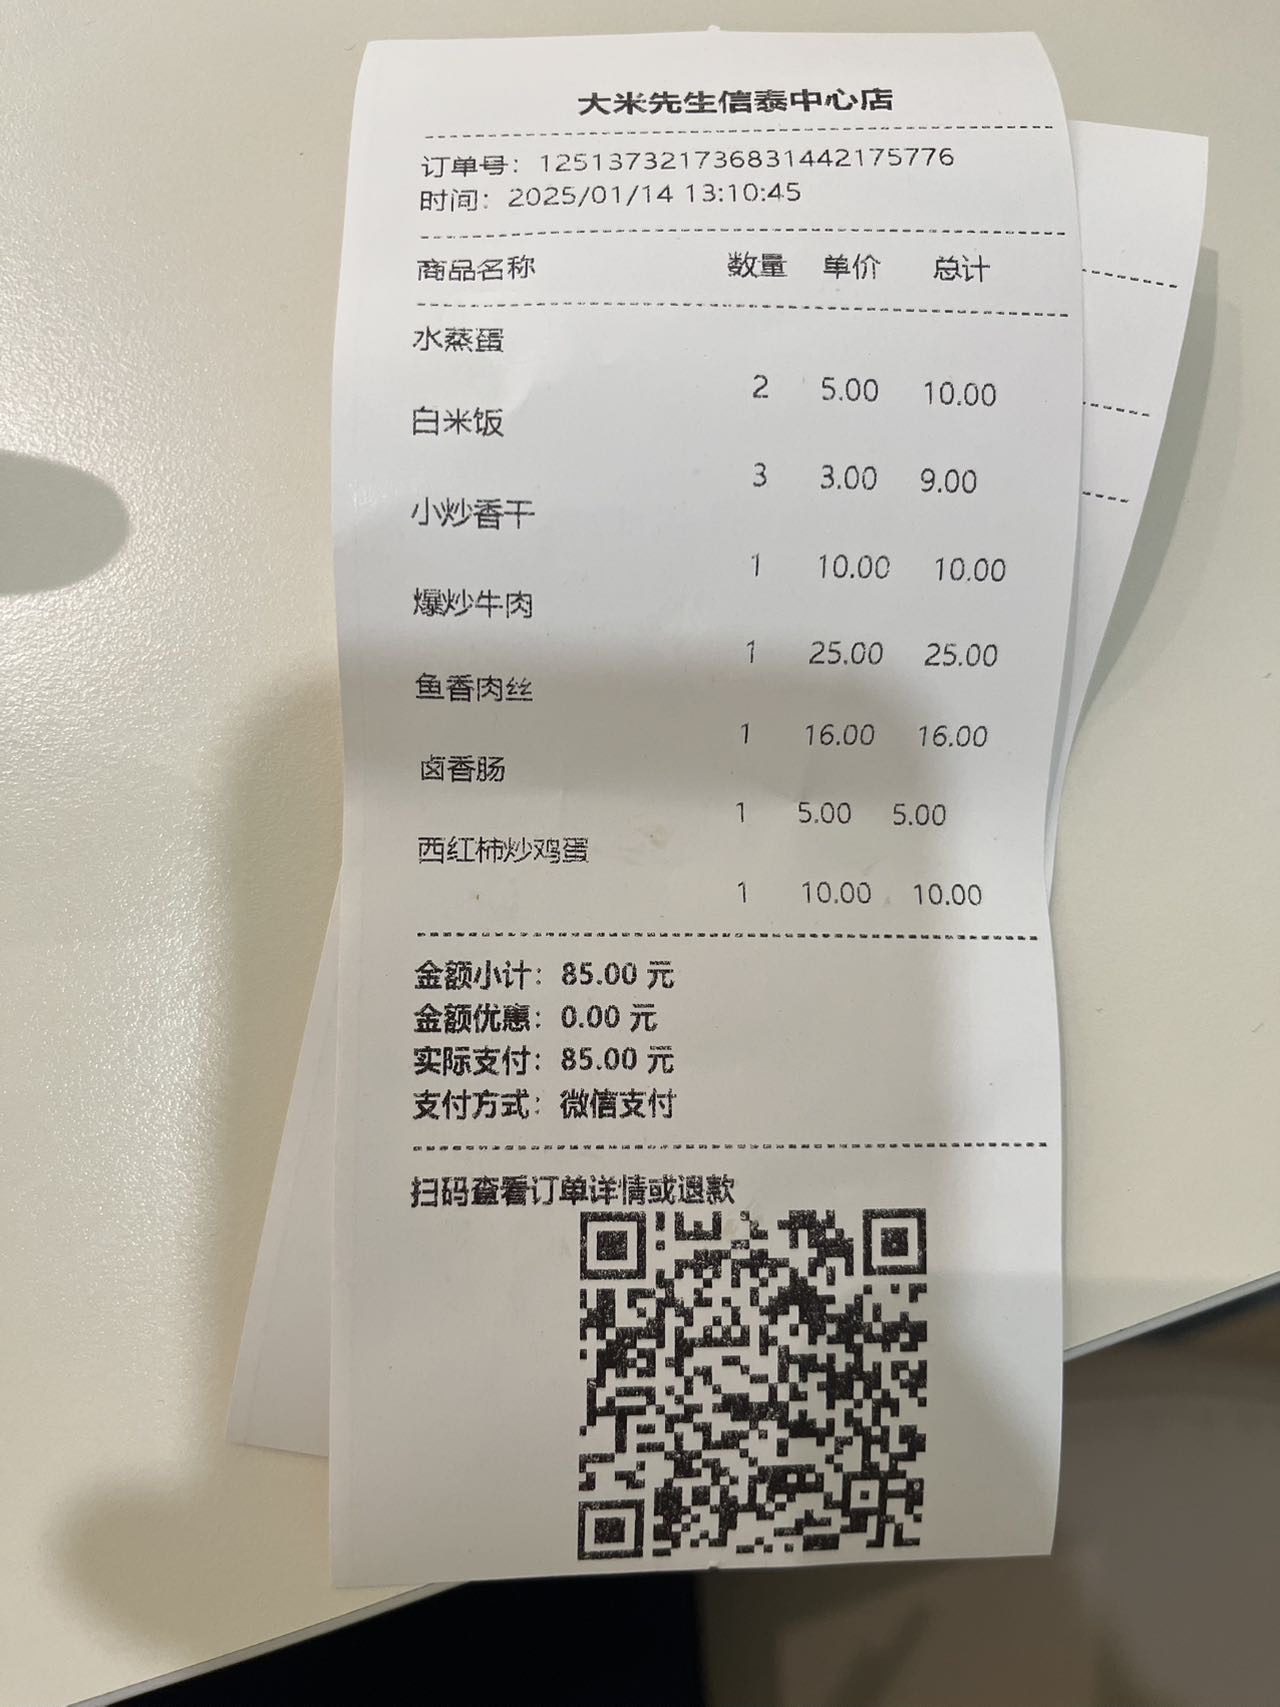 大米先生信泰中心店
订单号：125137321736831442175776
时间：2025/01/14 13:10:45
商品名称 数量 单价 总计
水蒸蛋
2 5.00 10.00
白米饭
3 3.00 9.00
小炒香干
1 10.00 10.00
爆炒牛肉
1 25.00 25.00
鱼香肉丝
1 16.00 16.00
卤香肠
1 5.00 5.00
西红柿炒鸡蛋
1 10.00 10.00
金额小计：85.00 元
金额优惠：0.00 元
实际支付：85.00 元
支付方式：微信支付
扫码查看订单详情或退款